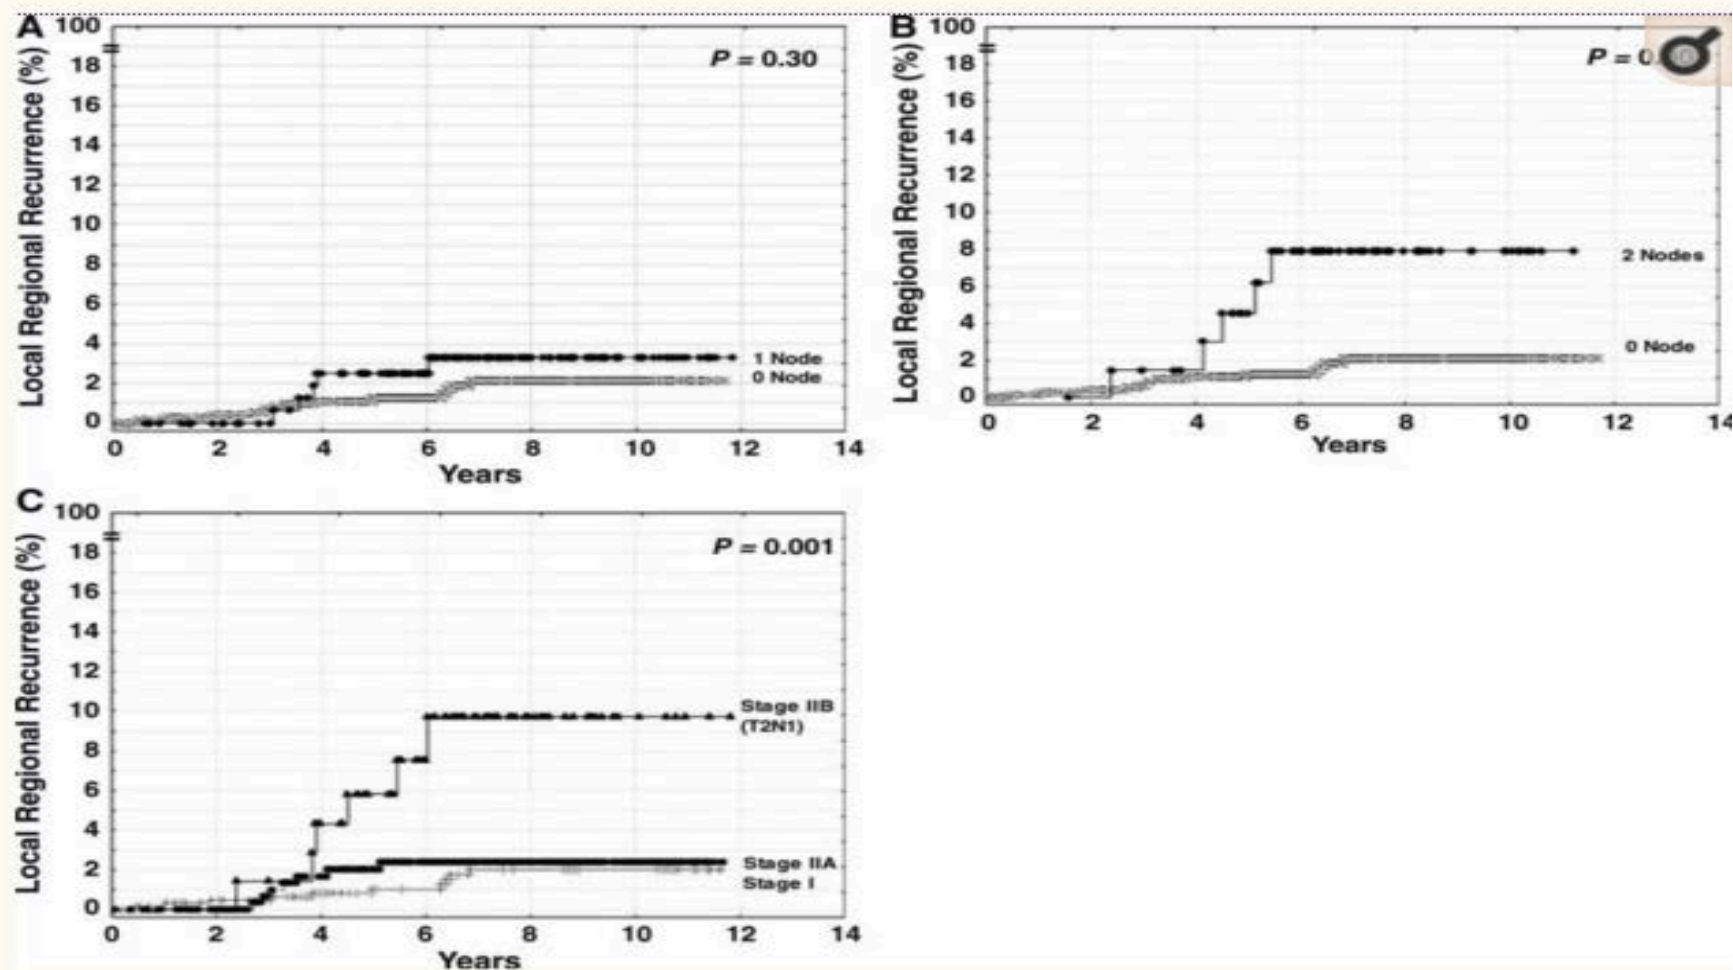 A
100
P = 0.30
18
16
14
12
10
8
6
4
2
0
Local Regional Recurrence (%)
1 Node
0 Node
0 2 4 6 8 10 12 14
Years
B
100
P = 0.
18
16
14
12
10
8
6
4
2
0
Local Regional Recurrence (%)
2 Nodes
0 Node
0 2 4 6 8 10 12 14
Years
C
100
P = 0.001
18
16
14
12
10
8
6
4
2
0
Local Regional Recurrence (%)
Stage IIB
(T2N1)
Stage IIA
Stage I
0 2 4 6 8 10 12 14
Years